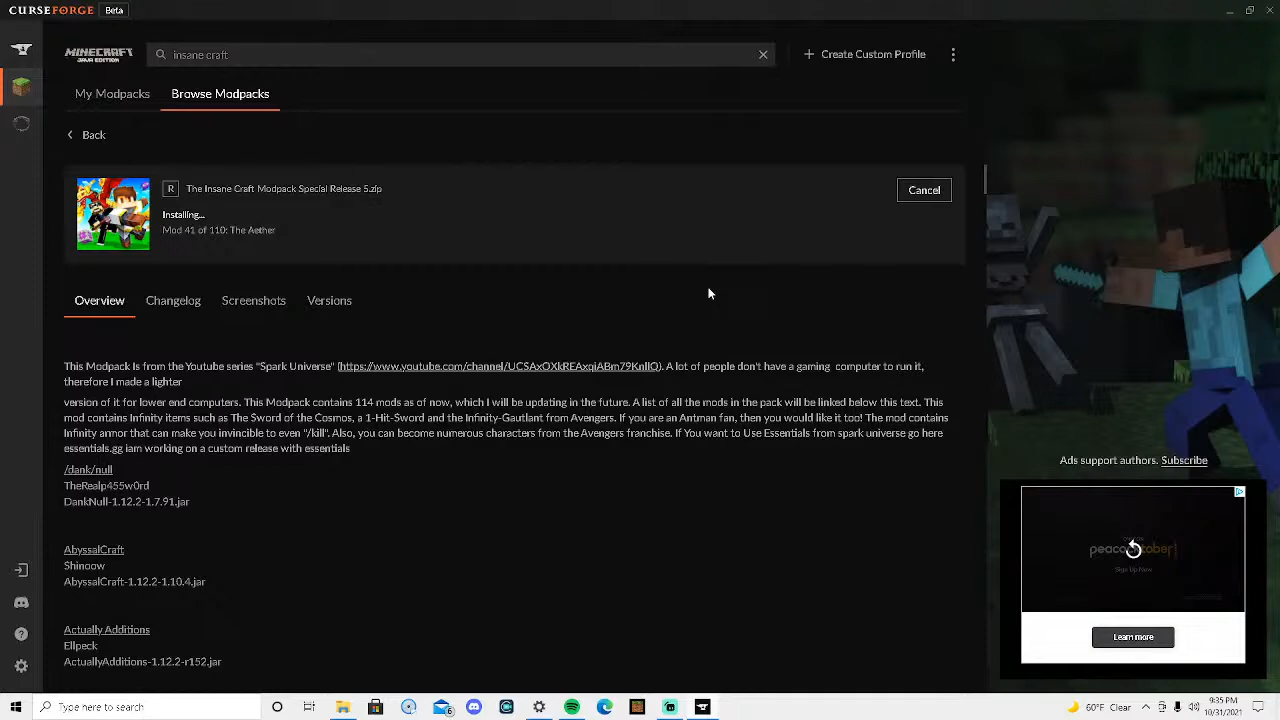 CURSEFORGE Beta
MINECRAFT
JAVA EDITION
insane craft
Create Custom Profile
My Modpacks
Browse Modpacks
Back
R The Insane Craft Modpack Special Release 5.zip
Installing...
Mod 41 of 110: The Aether
Cancel
Overview
Changelog
Screenshots
Versions
This Modpack Is from the Youtube series "Spark Universe" (https://www.youtube.com/channel/UCSAxOXkREAxqiABm79KnIlQ). A lot of people don't have a gaming computer to run it,
therefore I made a lighter
version of it for lower end computers. This Modpack contains 114 mods as of now, which I will be updating in the future. A list of all the mods in the pack will be linked below this text. This
mod contains Infinity items such as The Sword of the Cosmos, a 1-Hit-Sword and the Infinity-Gautlant from Avengers. If you are an Antman fan, then you would like it too! The mod contains
Infinity armor that can make you invincible to even "/kill". Also, you can become numerous characters from the Avengers franchise. If You want to Use Essentials from spark universe go here
essentials.gg iam working on a custom release with essentials
/dank/null
TheRealp455w0rd
DankNull-1.12.2-1.7.91.jar
AbyssalCraft
Shinoow
AbyssalCraft-1.12.2-1.10.4.jar
Actually Additions
Ellpeck
ActuallyAdditions-1.12.2-r152.jar
Ads support authors. Subscribe
Sign Up Now
Learn more
Type here to search
60°F Clear
9:35 PM
10/31/2021